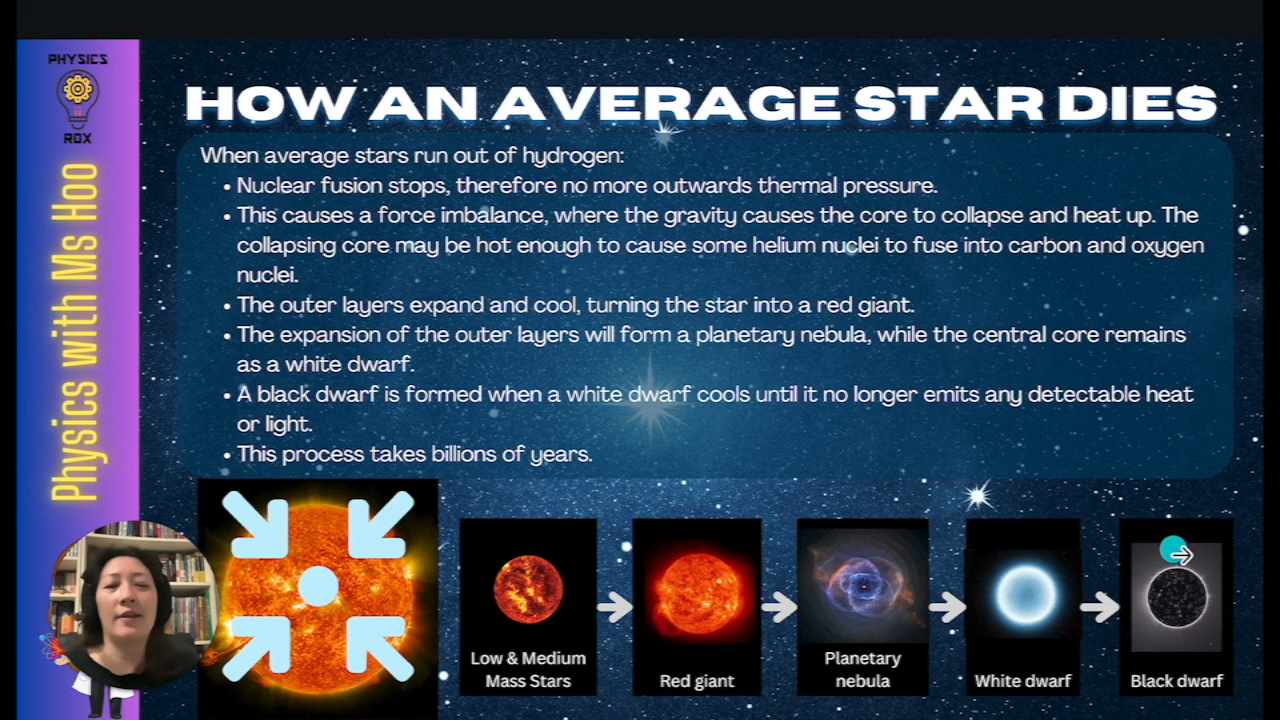 PHYSICS
ROX
Physics with Ms Hoo
HOW AN AVERAGE STAR DIES
When average stars run out of hydrogen:
• Nuclear fusion stops, therefore no more outwards thermal pressure.
• This causes a force imbalance, where the gravity causes the core to collapse and heat up. The
collapsing core may be hot enough to cause some helium nuclei to fuse into carbon and oxygen
nuclei.
• The outer layers expand and cool, turning the star into a red giant.
• The expansion of the outer layers will form a planetary nebula, while the central core remains
as a white dwarf.
• A black dwarf is formed when a white dwarf cools until it no longer emits any detectable heat
or light.
• This process takes billions of years.
Low & Medium
Mass Stars
Red giant
Planetary
nebula
White dwarf
Black dwarf